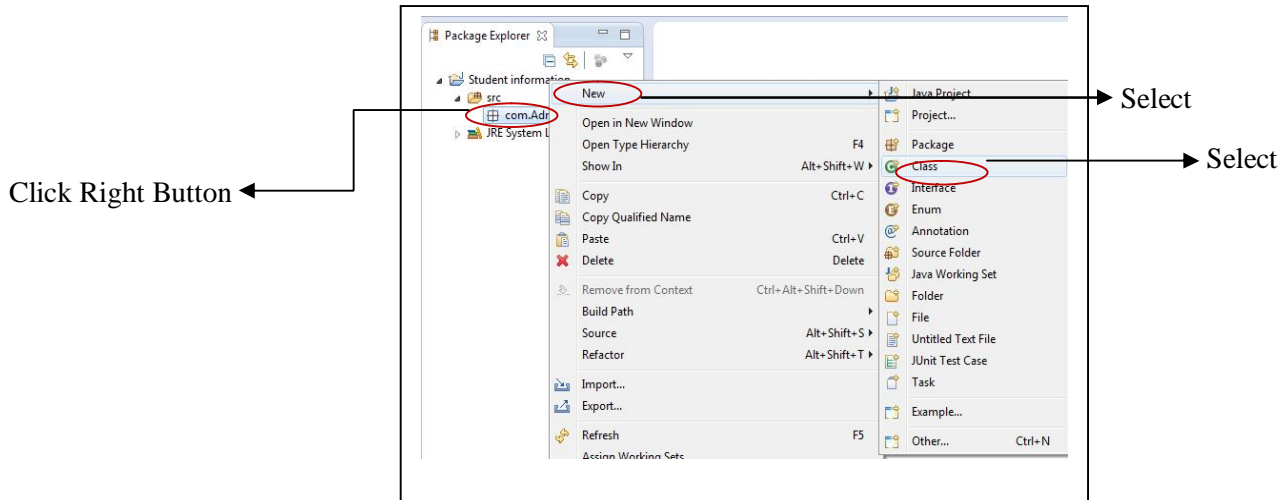 Package Explorer
Student information
src
com.Adr
JRE System L
New
Open in New Window
Open Type Hierarchy F4
Show In Alt+Shift+W
Copy Ctrl+C
Copy Qualified Name
Paste Ctrl+V
Delete Delete
Remove from Context Ctrl+Alt+Shift+Down
Build Path
Source Alt+Shift+S
Refactor Alt+Shift+T
Import...
Export...
Refresh F5
Assign Working Sets
Java Project
Project...
Package
Class
Interface
Enum
Annotation
Source Folder
Java Working Set
Folder
File
Untitled Text File
JUnit Test Case
Task
Example...
Other... Ctrl+N
Select
Select
Click Right Button